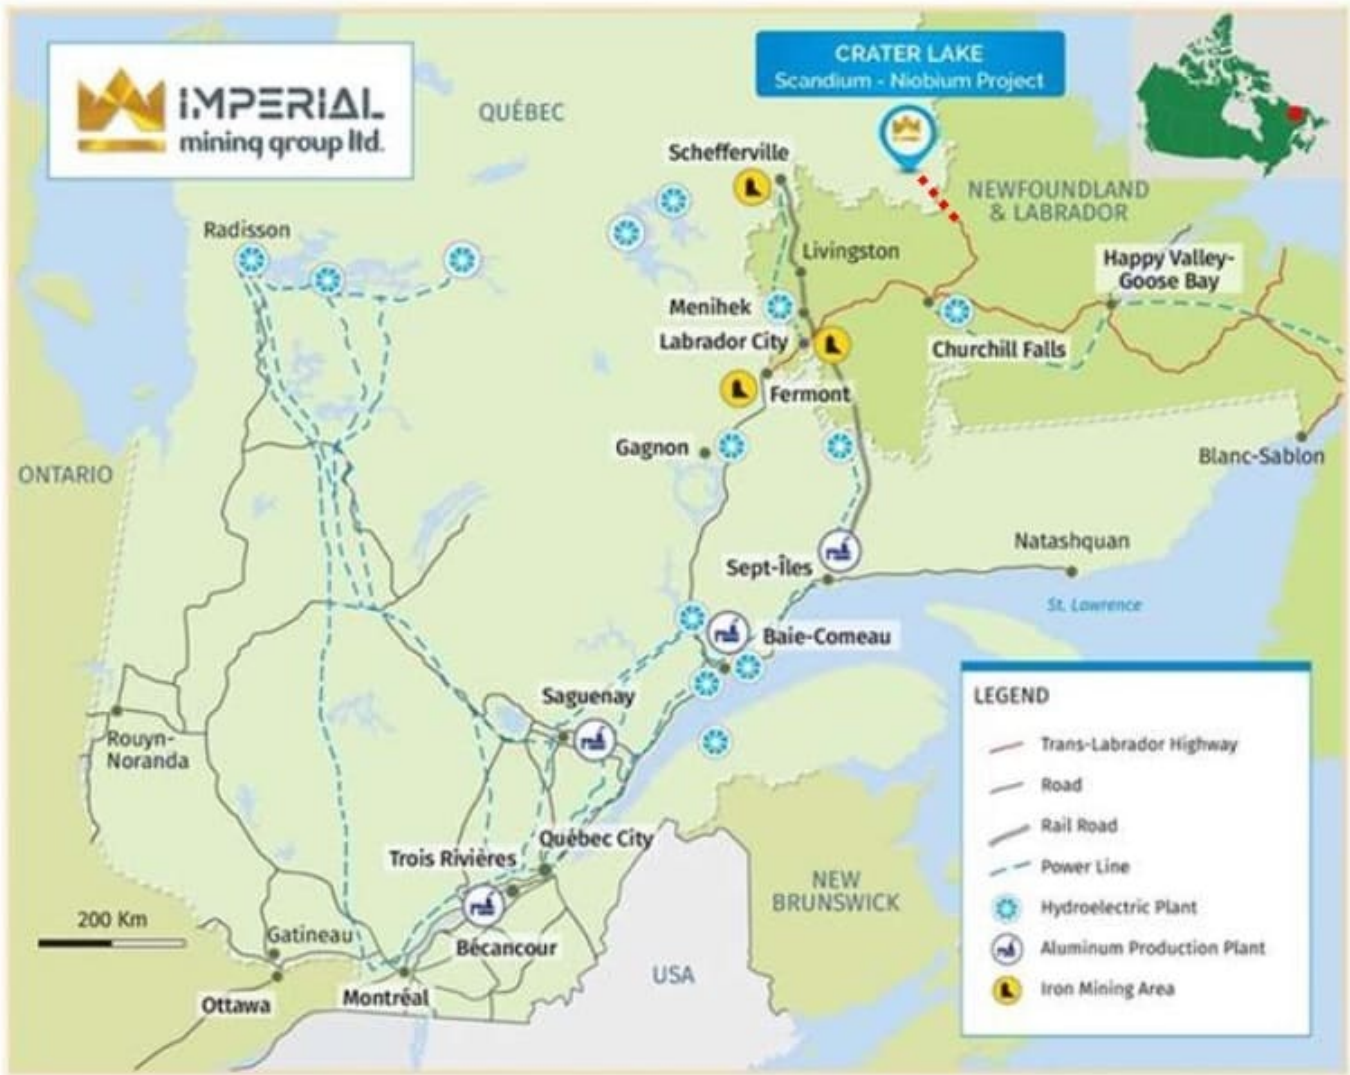 IMPERIAL
mining group ltd.
QUÉBEC
CRATER LAKE
Scandium - Niobium Project
Schefferville
NEWFOUNDLAND
& LABRADOR
Radisson
Livingston
Happy Valley-
Goose Bay
Menihek
Labrador City
Churchill Falls
Fermont
Gagnon
Blanc-Sablon
ONTARIO
Natashquan
Sept-Îles
St. Lawrence
Baie-Comeau
Saguenay
Rouyn-
Noranda
Québec City
Trois Rivières
NEW
BRUNSWICK
200 Km
Gatineau
Bécancour
USA
Ottawa
Montréal
LEGEND
Trans-Labrador Highway
Road
Rail Road
Power Line
Hydroelectric Plant
Aluminum Production Plant
Iron Mining Area